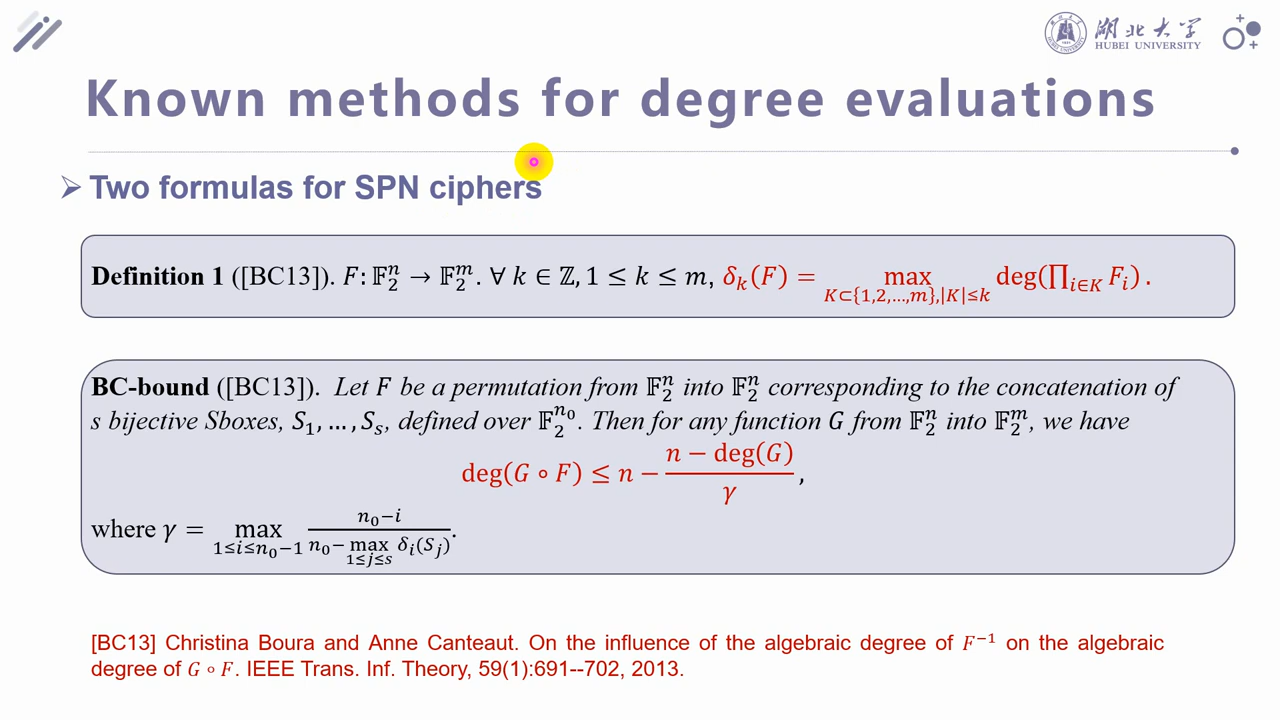 湖北大学
HUBEI UNIVERSITY
Known methods for degree evaluations
➢ Two formulas for SPN ciphers
Definition 1 ([BC13]). F: 𝔽₂ⁿ → 𝔽₂ᵐ. ∀ k ∈ ℤ, 1 ≤ k ≤ m, δₖ(F) = max_{K⊂{1,2,…,m},|K|≤k} deg(∏_{i∈K} Fᵢ).
BC-bound ([BC13]). Let F be a permutation from 𝔽₂ⁿ into 𝔽₂ⁿ corresponding to the concatenation of
s bijective Sboxes, S₁, …, Sₛ, defined over 𝔽₂^{n₀}. Then for any function G from 𝔽₂ⁿ into 𝔽₂ᵐ, we have
deg(G ∘ F) ≤ n − (n − deg(G))/γ,
where γ = max_{1≤i≤n₀−1} (n₀−i)/(n₀− max_{1≤j≤s} δᵢ(Sⱼ)).
[BC13] Christina Boura and Anne Canteaut. On the influence of the algebraic degree of F⁻¹ on the algebraic
degree of G ∘ F. IEEE Trans. Inf. Theory, 59(1):691--702, 2013.